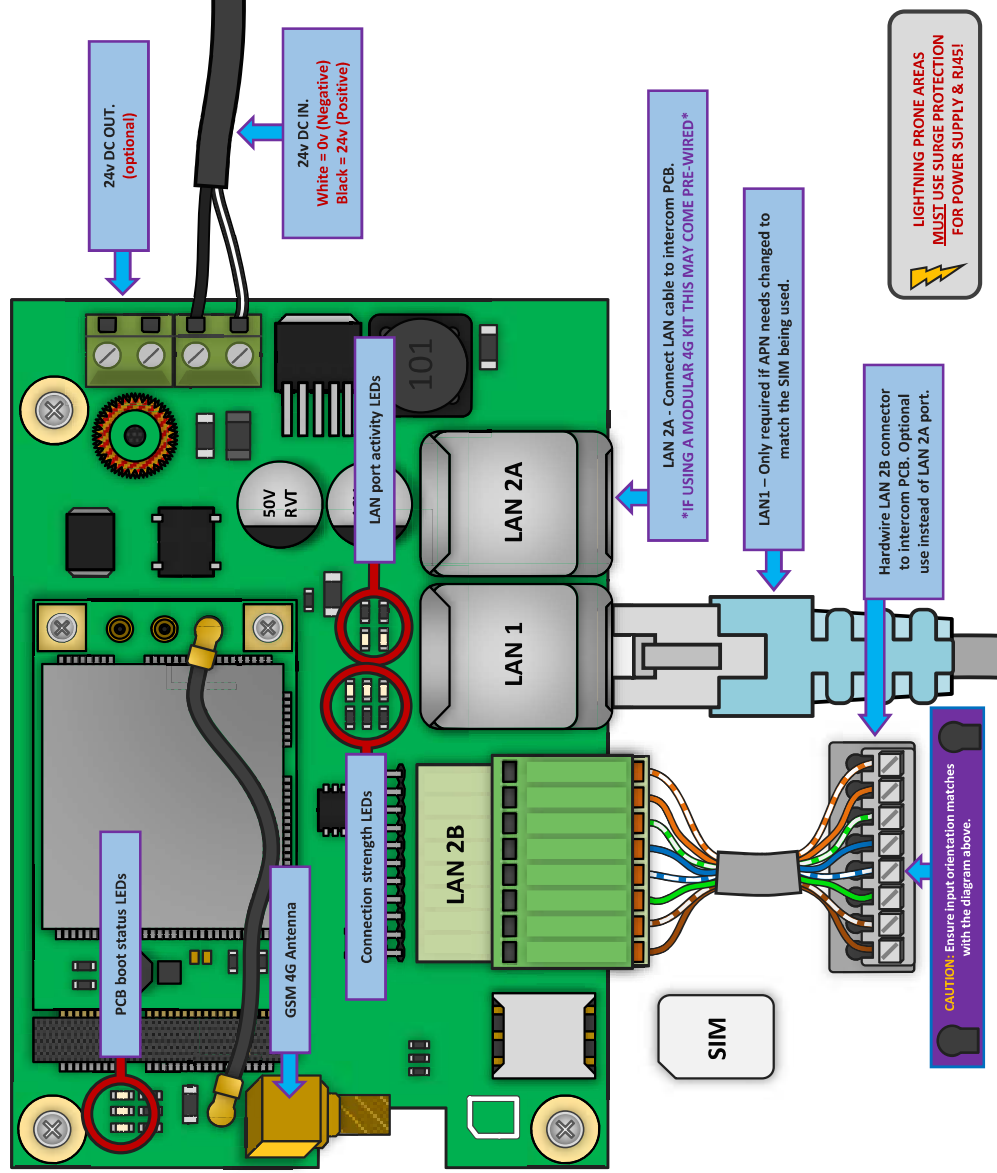 24v DC OUT.
(optional)
PCB boot status LEDs
24v DC IN.
White = 0v (Negative)
Black = 24v (Positive)
50V
RVT
GSM 4G Antenna
Connection strength LEDs
LAN port activity LEDs
101
LAN 2B
LAN 1
LAN 2A
SIM
LAN 2A - Connect LAN cable to intercom PCB.
*IF USING A MODULAR 4G KIT THIS MAY COME PRE-WIRED*
LAN1 – Only required if APN needs changed to
match the SIM being used.
Hardwire LAN 2B connector
to intercom PCB. Optional
use instead of LAN 2A port.
LIGHTNING PRONE AREAS
MUST USE SURGE PROTECTION
FOR POWER SUPPLY & RJ45!
CAUTION: Ensure input orientation matches
with the diagram above.